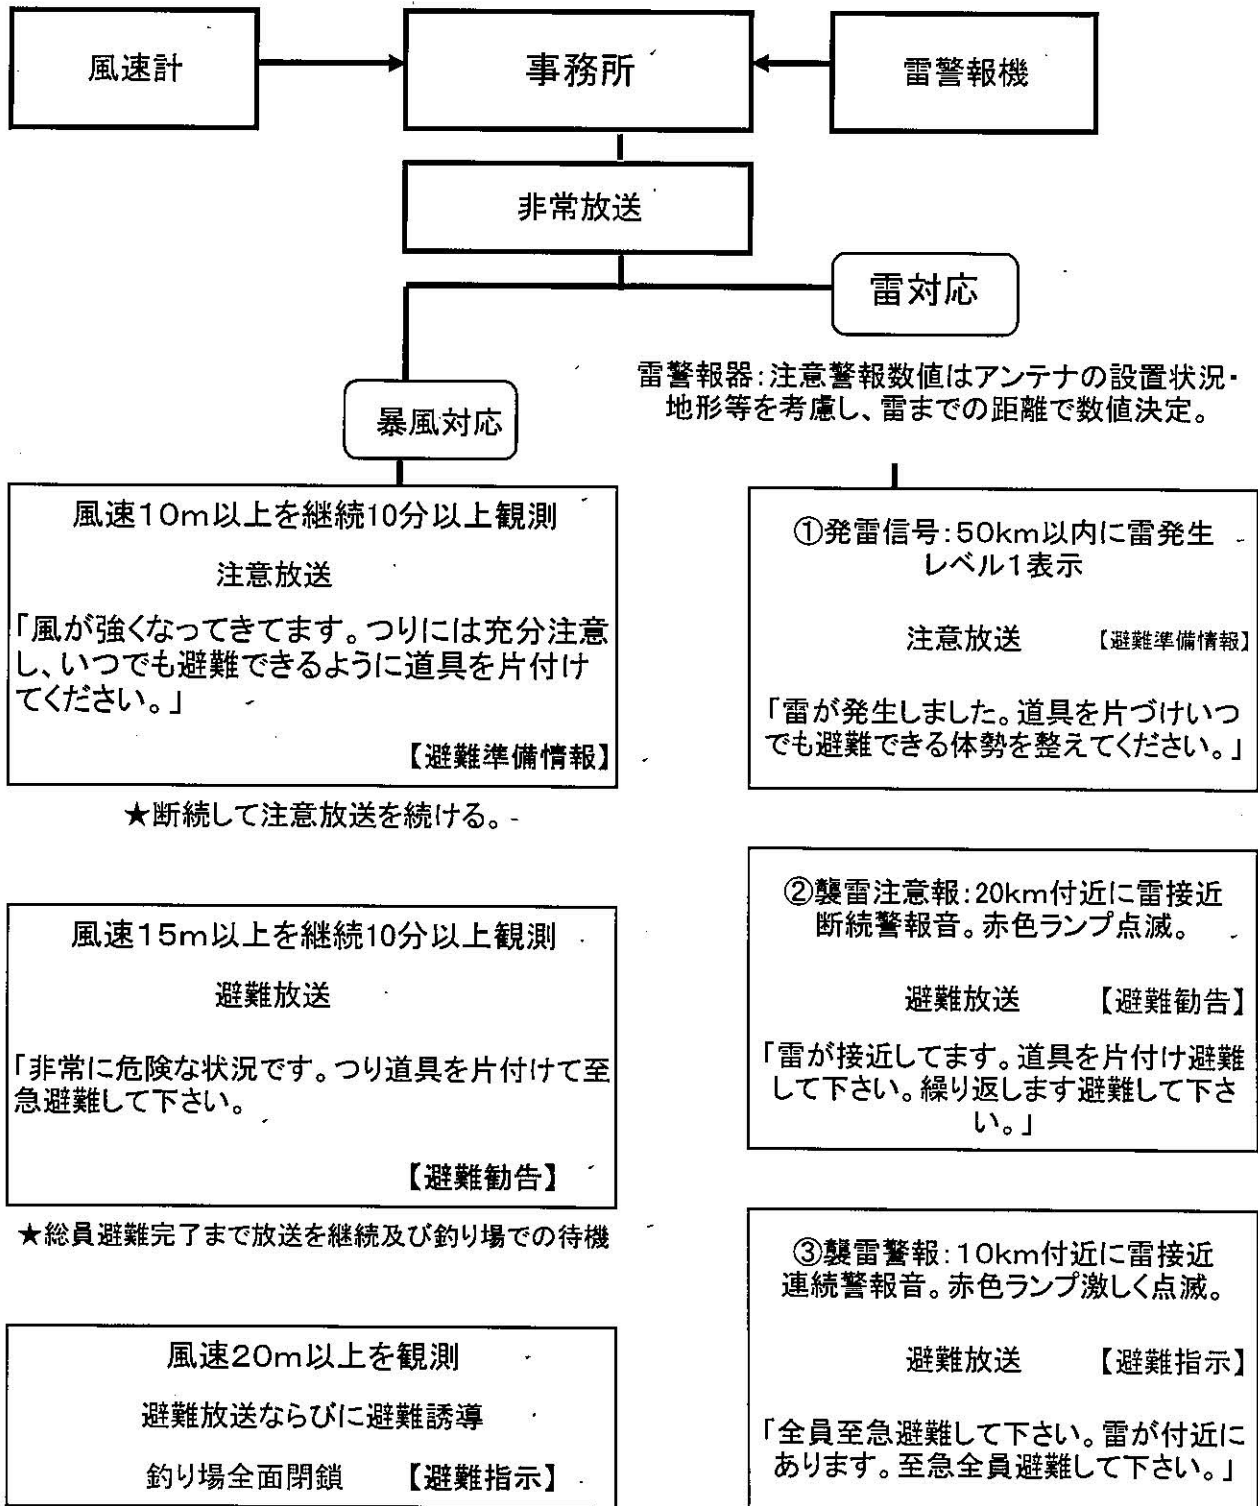 風速計
事務所
雷警報機
非常放送
雷対応
雷警報器:注意警報数値はアンテナの設置状況・
地形等を考慮し、雷までの距離で数値決定。
暴風対応
風速10m以上を継続10分以上観測
注意放送
「風が強くなってきてます。つりには充分注意
し、いつでも避難できるように道具を片付け
てください。」
【避難準備情報】
★断続して注意放送を続ける。
風速15m以上を継続10分以上観測
避難放送
「非常に危険な状況です。つり道具を片付けて至
急避難して下さい。
【避難勧告】
★総員避難完了まで放送を継続及び釣り場での待機
風速20m以上を観測
避難放送ならびに避難誘導
釣り場全面閉鎖 【避難指示】
①発雷信号:50km以内に雷発生
レベル1表示
注意放送 【避難準備情報】
「雷が発生しました。道具を片づけいつ
でも避難できる体勢を整えてください。」
②襲雷注意報:20km付近に雷接近
断続警報音。赤色ランプ点滅。
避難放送 【避難勧告】
「雷が接近してます。道具を片付け避難
して下さい。繰り返します避難して下さ
い。」
③襲雷警報:10km付近に雷接近
連続警報音。赤色ランプ激しく点滅。
避難放送 【避難指示】
「全員至急避難して下さい。雷が付近に
あります。至急全員避難して下さい。」